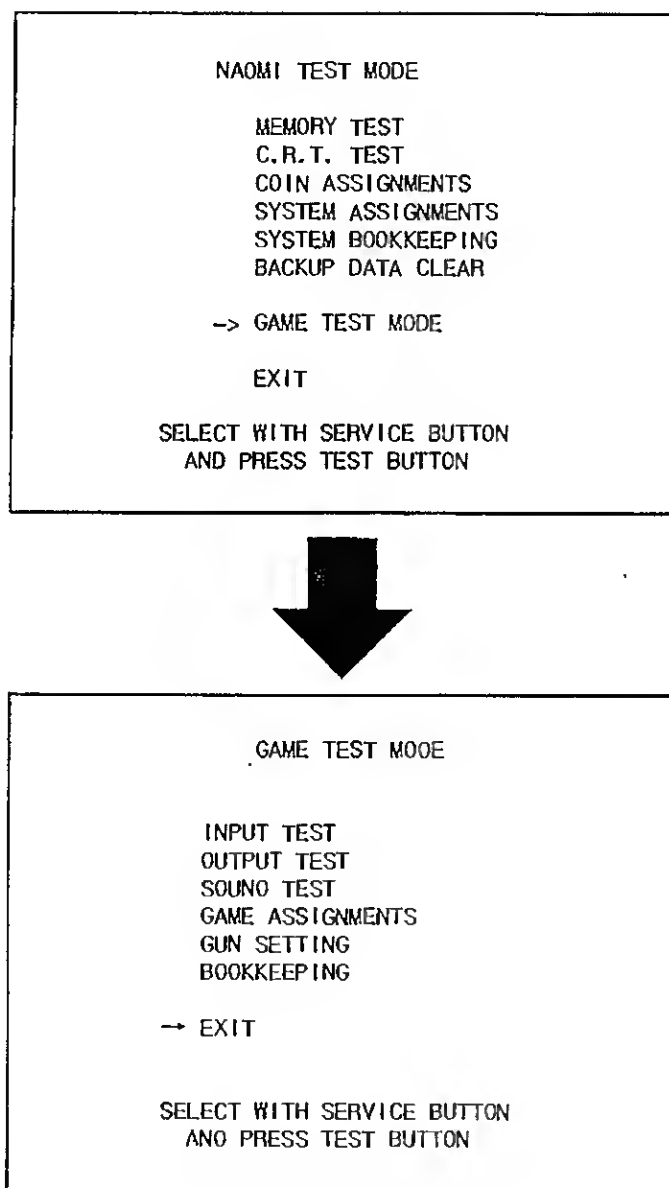 NAOMI TEST MODE
MEMORY TEST
C.R.T. TEST
COIN ASSIGNMENTS
SYSTEM ASSIGNMENTS
SYSTEM BOOKKEEPING
BACKUP DATA CLEAR
-> GAME TEST MODE
EXIT
SELECT WITH SERVICE BUTTON
AND PRESS TEST BUTTON
GAME TEST MOOE
INPUT TEST
OUTPUT TEST
SOUNO TEST
GAME ASSIGNMENTS
GUN SETTING
BOOKKEEPING
→ EXIT
SELECT WITH SERVICE BUTTON
ANO PRESS TEST BUTTON